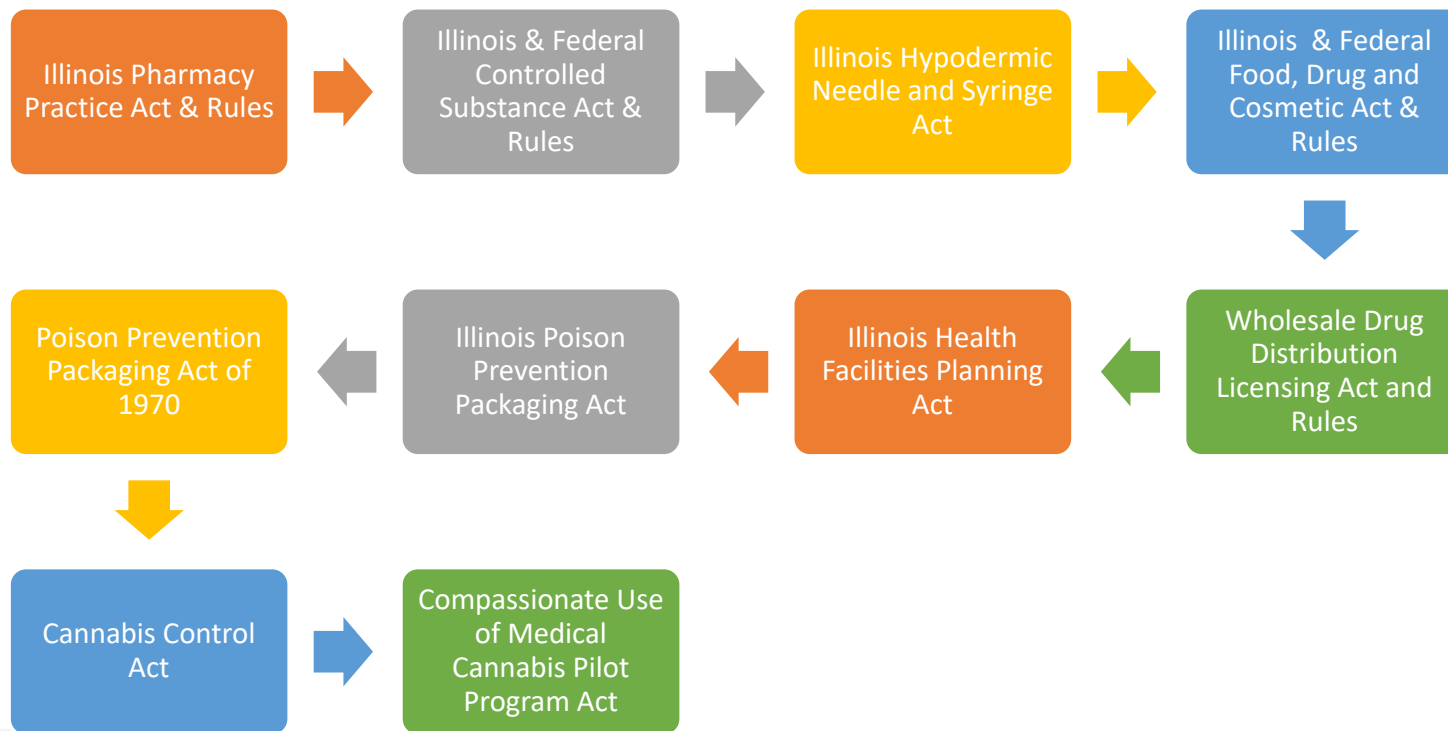 Illinois Pharmacy
Practice Act & Rules
Illinois & Federal
Controlled
Substance Act &
Rules
Illinois Hypodermic
Needle and Syringe
Act
Illinois & Federal
Food, Drug and
Cosmetic Act &
Rules
Wholesale Drug
Distribution
Licensing Act and
Rules
Illinois Health
Facilities Planning
Act
Illinois Poison
Prevention
Packaging Act
Poison Prevention
Packaging Act of
1970
Cannabis Control
Act
Compassionate Use
of Medical
Cannabis Pilot
Program Act